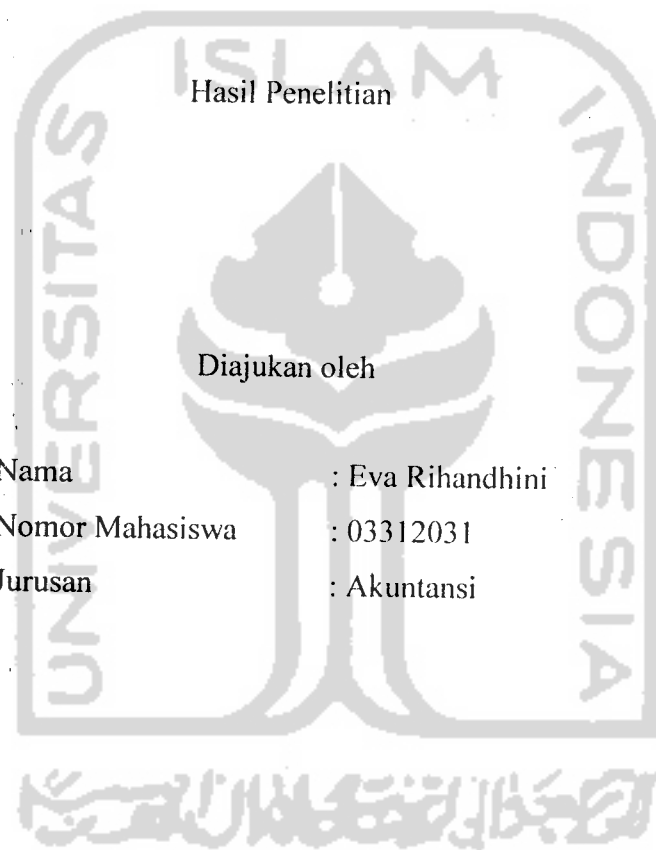 Hasil Penelitian
Diajukan oleh
Nama : Eva Rihandhini
Nomor Mahasiswa : 03312031
Jurusan : Akuntansi
UNIVERSITAS
ISLAM
INDONESIA